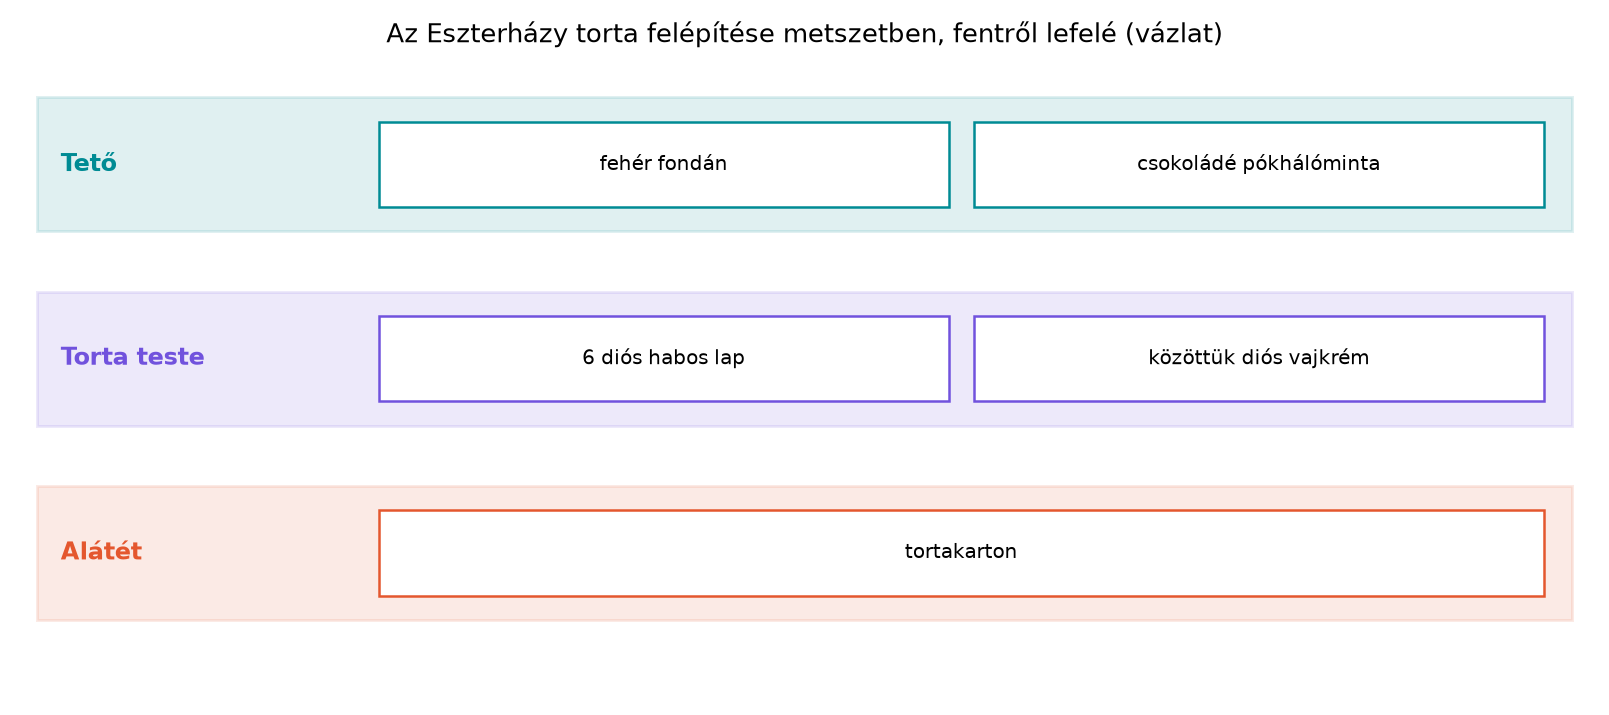 Az Eszterházy torta felépítése metszetben, fentről lefelé (vázlat)
Tető
fehér fondán
csokoládé pókhálóminta
Torta teste
6 diós habos lap
közöttük diós vajkrém
Alátét
tortakarton